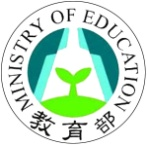 MINISTRY OF EDUCATION
教育部